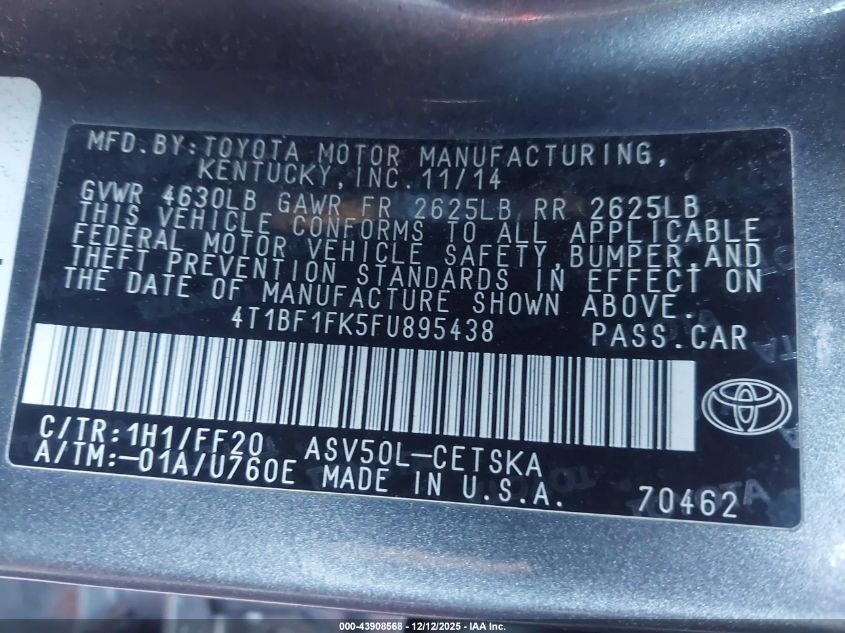 MFD.BY:TOYOTA MOTOR MANUFACTURING,
KENTUCKY,INC.11/14
GVWR 4630LB GAWR FR 2625LB RR 2625LB
THIS VEHICLE CONFORMS TO ALL APPLICABLE
FEDERAL MOTOR VEHICLE SAFETY,BUMPER,AND
THEFT PREVENTION STANDARDS IN EFFECT ON
THE DATE OF MANUFACTURE SHOWN ABOVE.
4T1BF1FK5FU895438 PASS.CAR
C/TR:1H1/FF20 ASV50L-CETSKA
A/TM:-01A/U760E MADE IN U.S.A. 70462
000-43908568 - 12/12/2025 - IAA Inc.